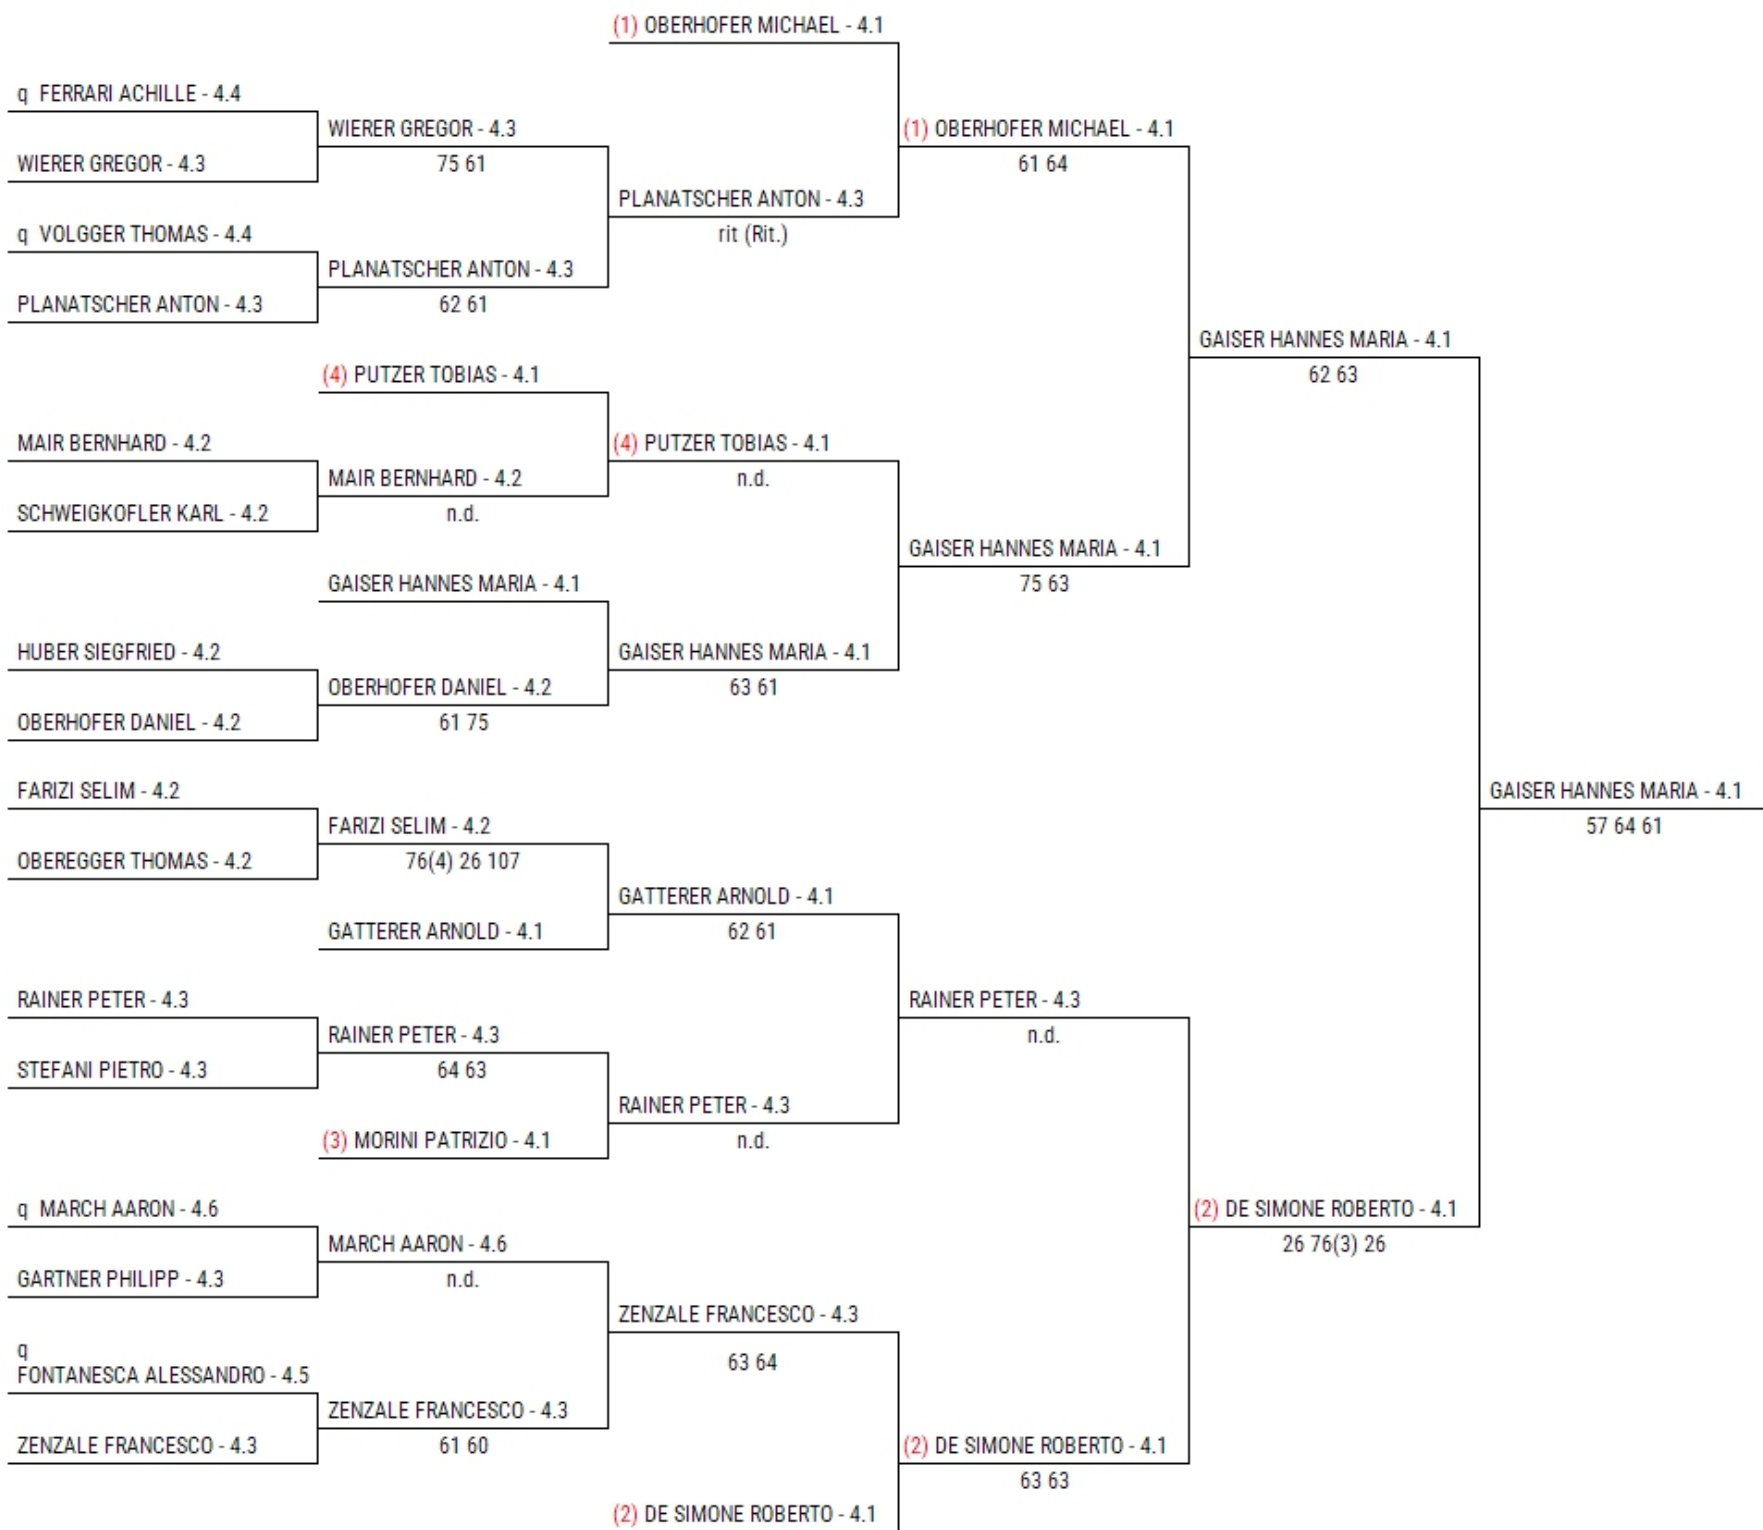 (1) OBERHOFER MICHAEL - 4.1
q FERRARI ACHILLE - 4.4
WIERER GREGOR - 4.3
(1) OBERHOFER MICHAEL - 4.1
WIERER GREGOR - 4.3
75 61
61 64
PLANATSCHER ANTON - 4.3
q VOLGGER THOMAS - 4.4
rit (Rit.)
PLANATSCHER ANTON - 4.3
PLANATSCHER ANTON - 4.3
62 61
GAISER HANNES MARIA - 4.1
(4) PUTZER TOBIAS - 4.1
62 63
MAIR BERNHARD - 4.2
(4) PUTZER TOBIAS - 4.1
MAIR BERNHARD - 4.2
n.d.
SCHWEIGKOFLER KARL - 4.2
n.d.
GAISER HANNES MARIA - 4.1
GAISER HANNES MARIA - 4.1
75 63
HUBER SIEGFRIED - 4.2
GAISER HANNES MARIA - 4.1
OBERHOFER DANIEL - 4.2
63 61
OBERHOFER DANIEL - 4.2
61 75
FARIZI SELIM - 4.2
GAISER HANNES MARIA - 4.1
FARIZI SELIM - 4.2
57 64 61
OBEREGGER THOMAS - 4.2
76(4) 26 107
GATTERER ARNOLD - 4.1
GATTERER ARNOLD - 4.1
62 61
RAINER PETER - 4.3
RAINER PETER - 4.3
RAINER PETER - 4.3
n.d.
STEFANI PIETRO - 4.3
64 63
RAINER PETER - 4.3
(3) MORINI PATRIZIO - 4.1
n.d.
q MARCH AARON - 4.6
(2) DE SIMONE ROBERTO - 4.1
MARCH AARON - 4.6
26 76(3) 26
GARTNER PHILIPP - 4.3
n.d.
ZENZALE FRANCESCO - 4.3
q
63 64
FONTANESCA ALESSANDRO - 4.5
ZENZALE FRANCESCO - 4.3
ZENZALE FRANCESCO - 4.3
61 60
(2) DE SIMONE ROBERTO - 4.1
63 63
(2) DE SIMONE ROBERTO - 4.1